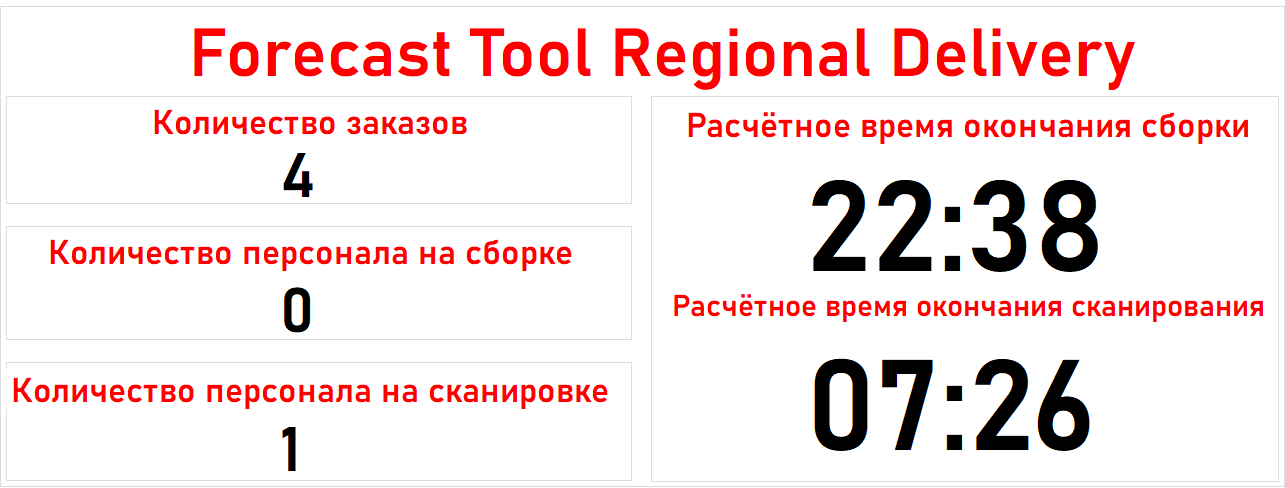 Forecast Tool Regional Delivery
Количество заказов
4
Количество персонала на сборке
0
Количество персонала на сканировке
1
Расчётное время окончания сборки
22:38
Расчётное время окончания сканирования
07:26